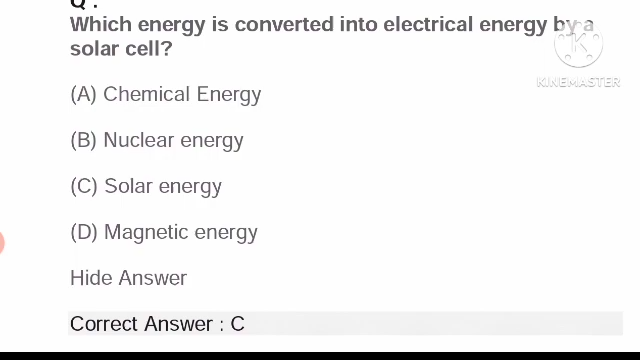 Q :
Which energy is converted into electrical energy by a
solar cell?
(A) Chemical Energy
(B) Nuclear energy
(C) Solar energy
(D) Magnetic energy
Hide Answer
Correct Answer : C
K
KINEMASTER